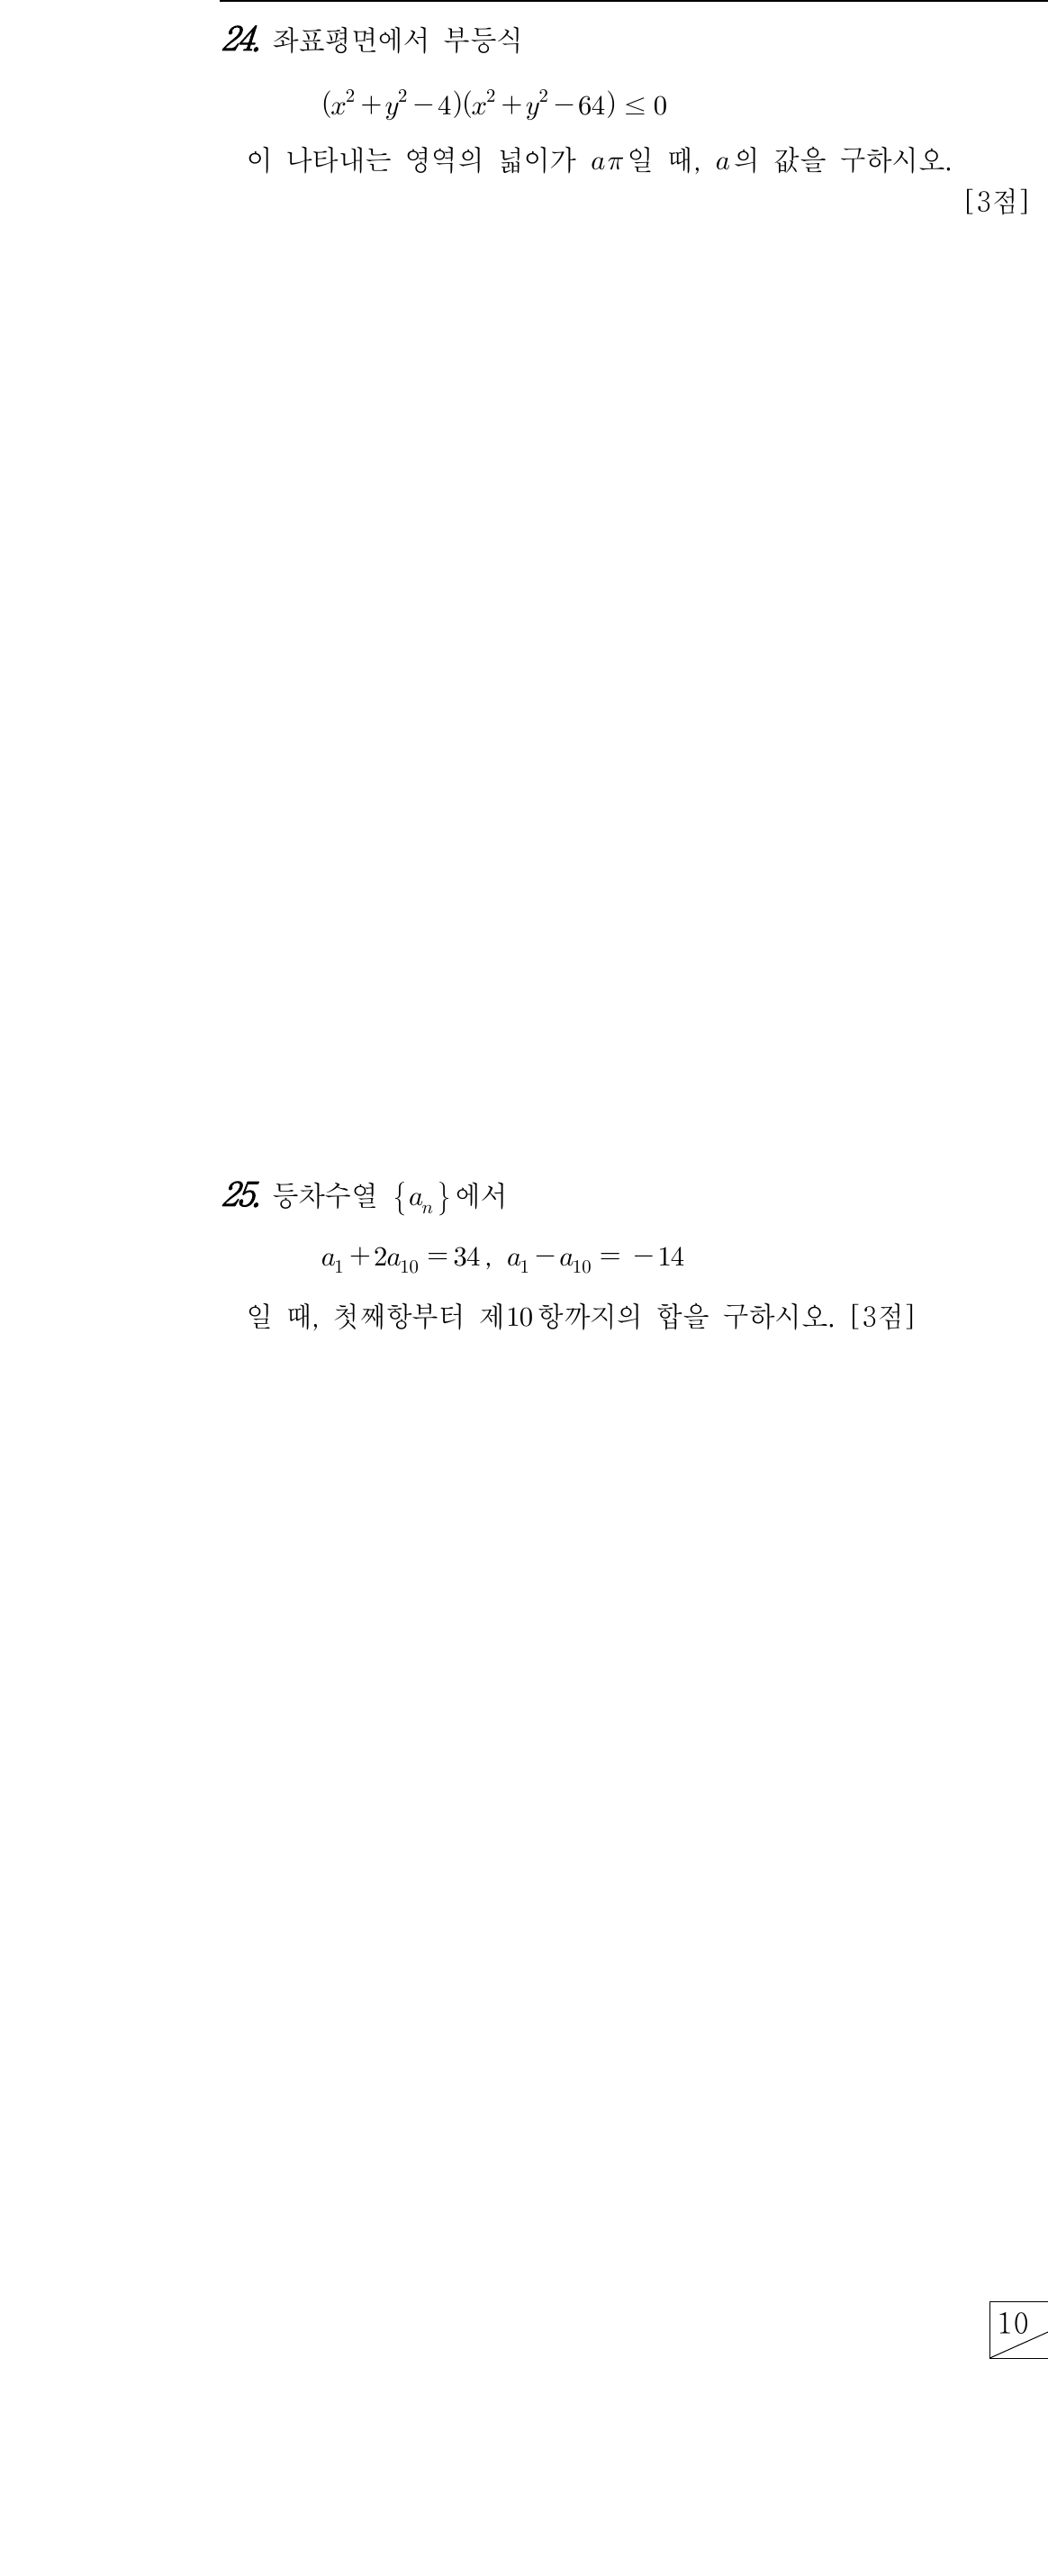 24. 좌표평면에서 부등식
(x² + y² − 4)(x² + y² − 64) ≤ 0
이 나타내는 영역의 넓이가 aπ일 때, a의 값을 구하시오.
[3점]
25. 등차수열 {aₙ}에서
a₁ + 2a₁₀ = 34, a₁ − a₁₀ = −14
일 때, 첫째항부터 제10항까지의 합을 구하시오. [3점]
10